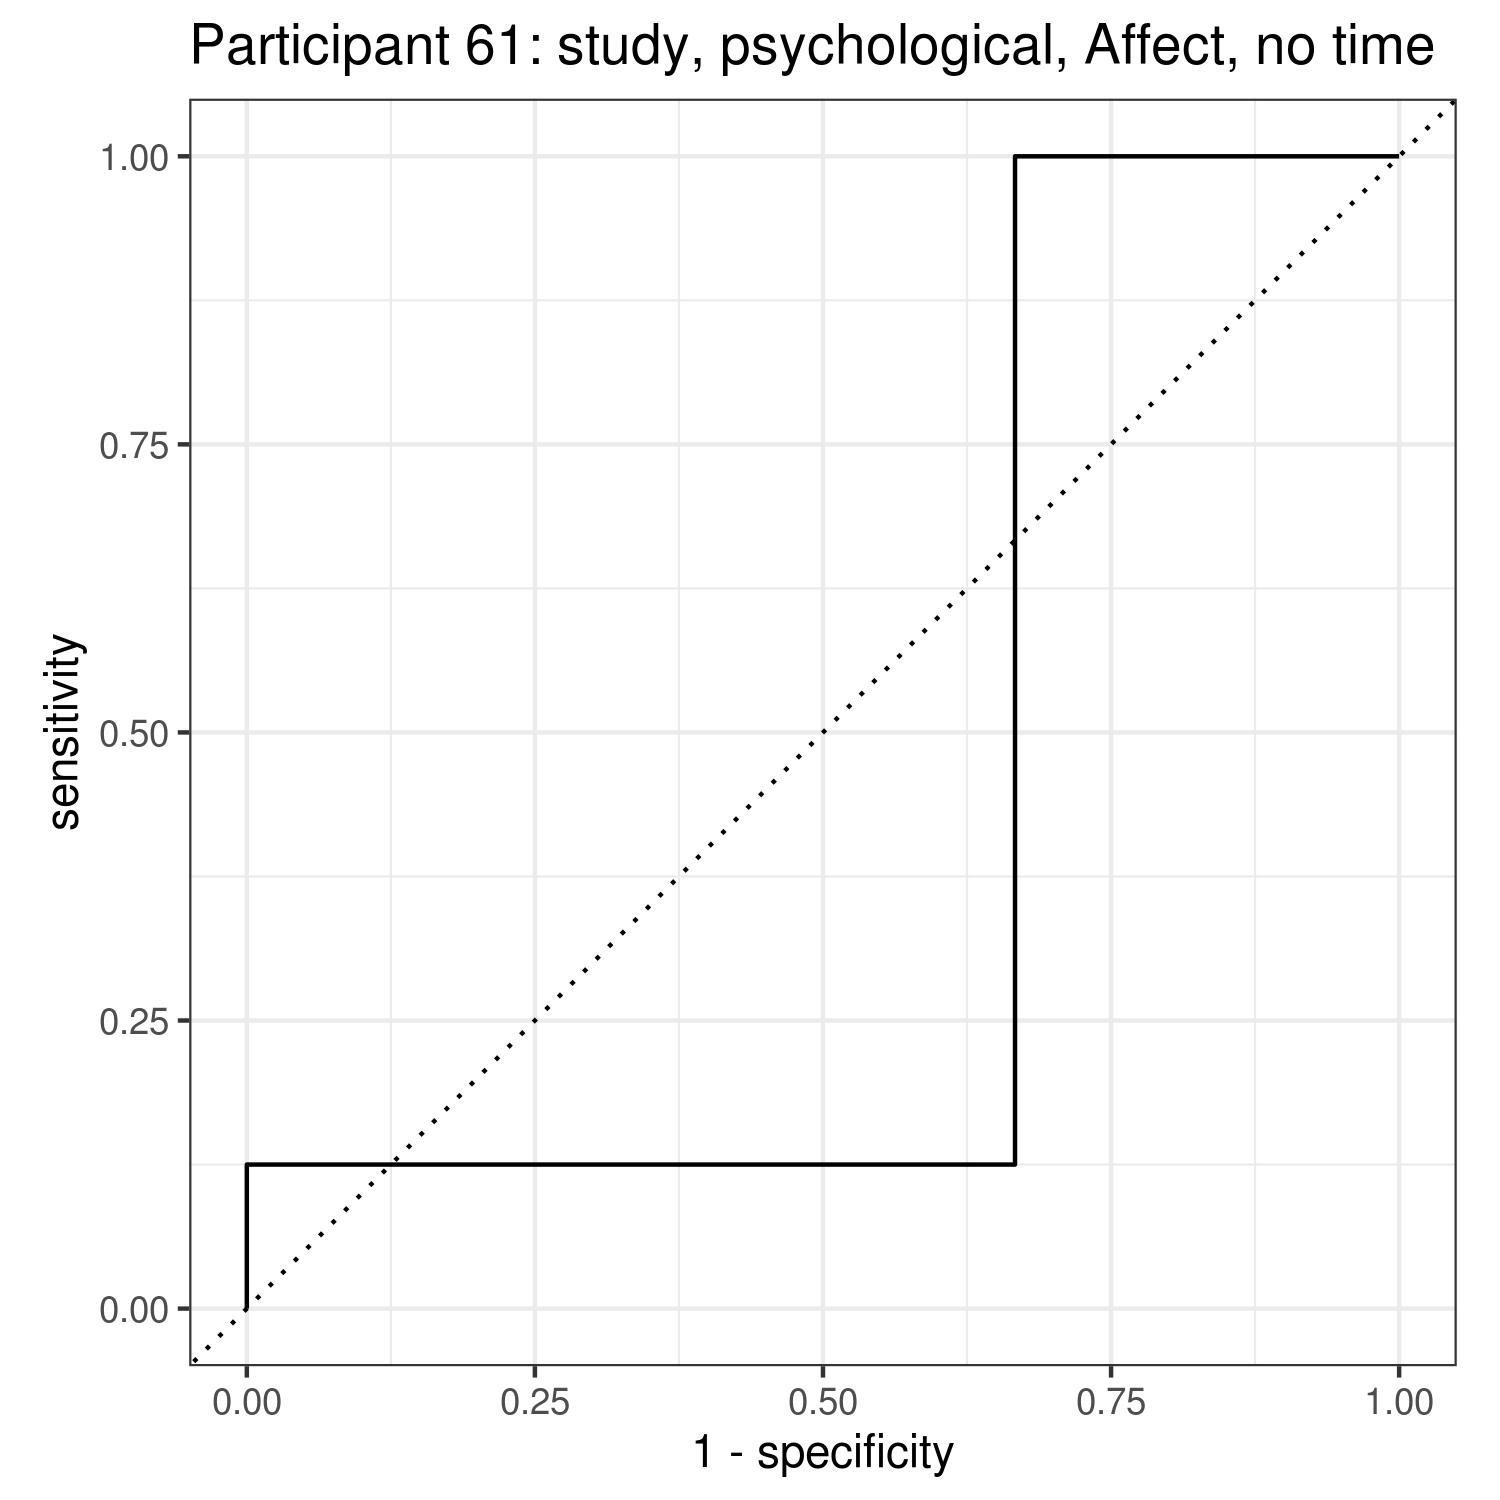 Participant 61: study, psychological, Affect, no time
1.00
0.75
0.50
0.25
0.00
sensitivity
0.00 0.25 0.50 0.75 1.00
1 - specificity